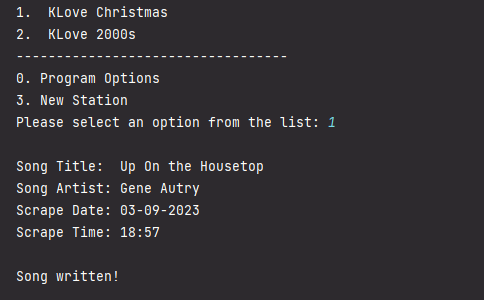 1.  KLove Christmas
2.  KLove 2000s
----------------------------------
0. Program Options
3. New Station
Please select an option from the list: 1
Song Title:  Up On the Housetop
Song Artist: Gene Autry
Scrape Date: 03-09-2023
Scrape Time: 18:57
Song written!